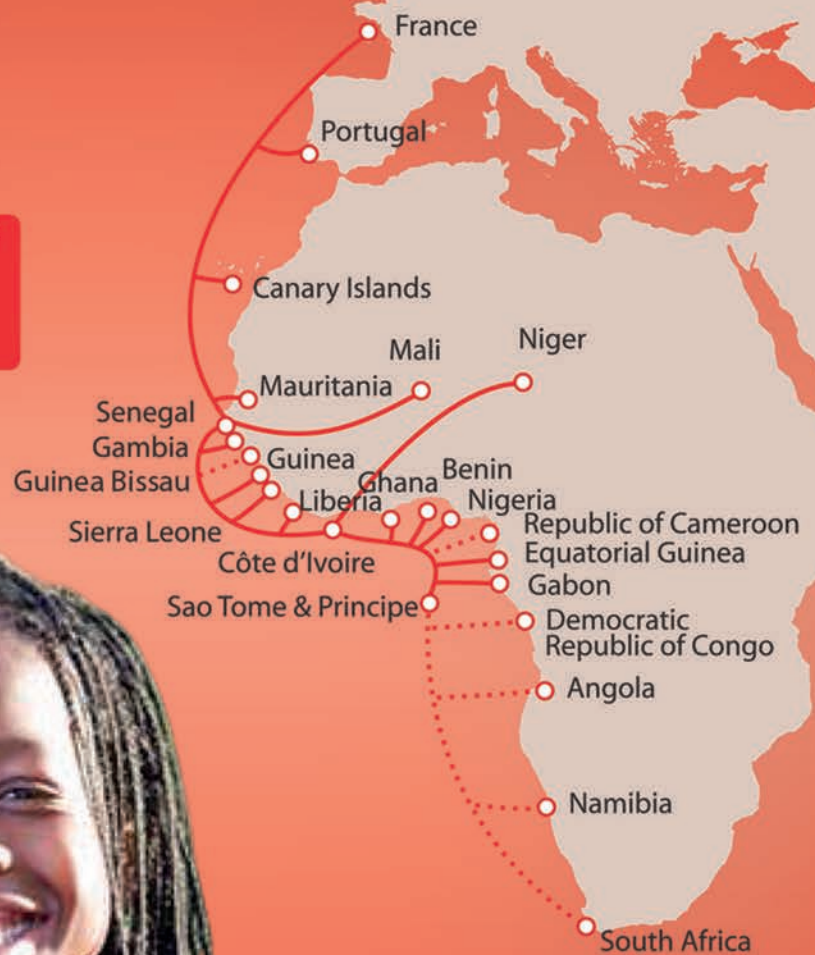 France
Portugal
Canary Islands
Mali
Niger
Mauritania
Senegal
Gambia
Guinea Bissau
Guinea
Sierra Leone
Liberia
Côte d’Ivoire
Ghana
Benin
Nigeria
Republic of Cameroon
Equatorial Guinea
Gabon
Sao Tome & Principe
Democratic
Republic of Congo
Angola
Namibia
South Africa